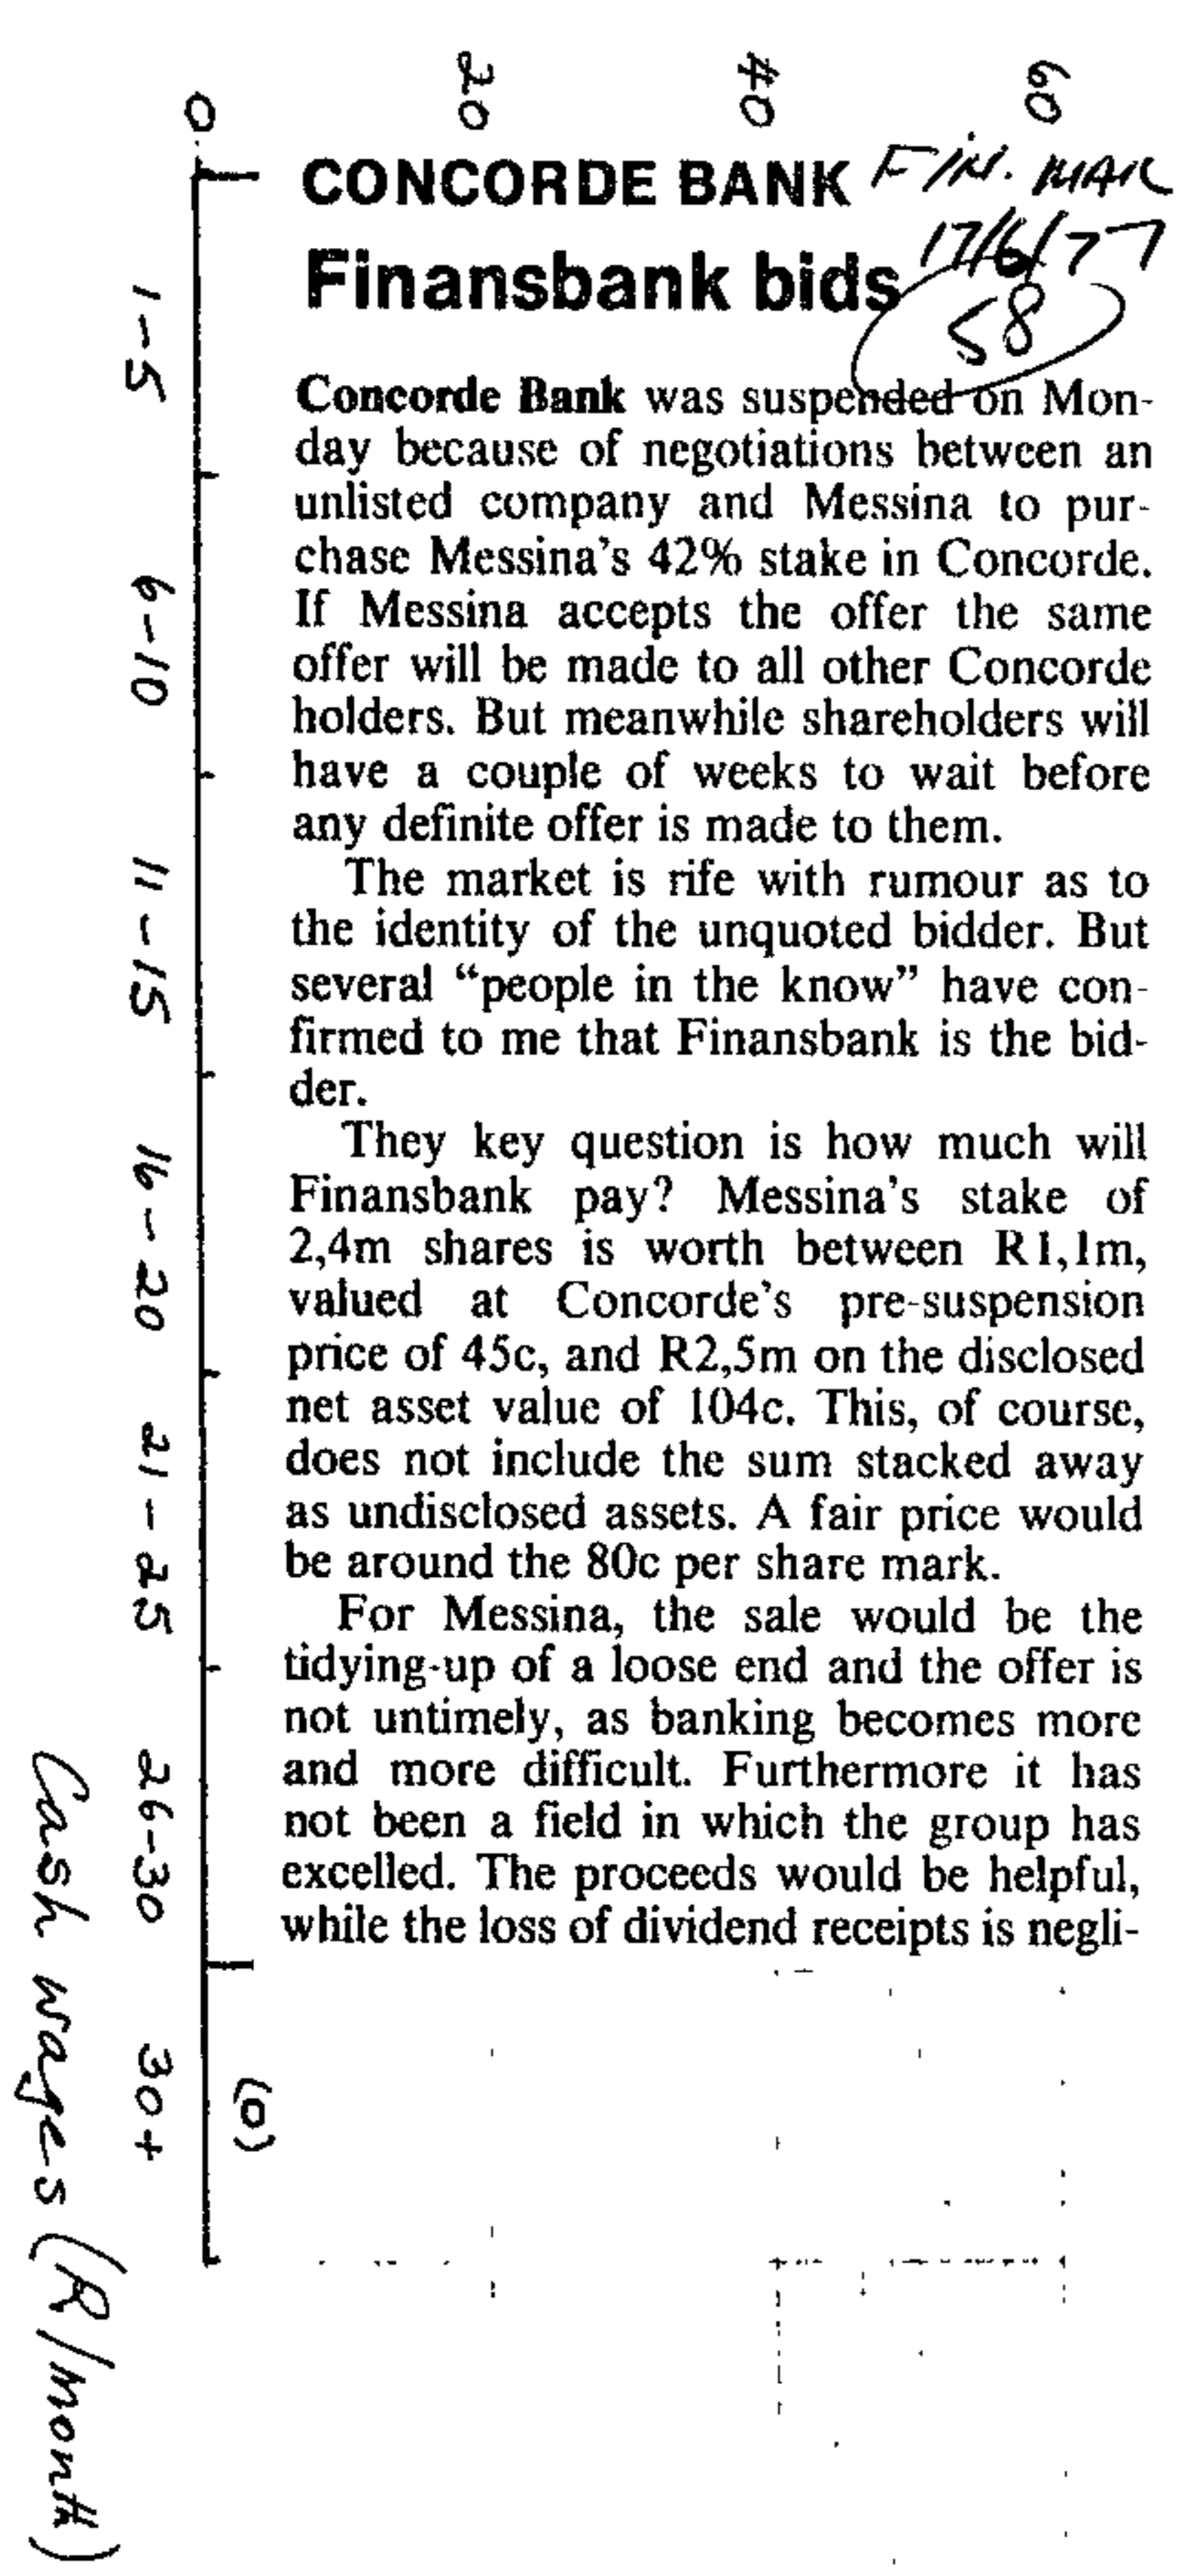 0 20 40 60
CONCORDE BANK
FIN. MAIL
17/6/77
Finansbank bids
58
Concorde Bank was suspended on Mon-
day because of negotiations between an
unlisted company and Messina to pur-
chase Messina's 42% stake in Concorde.
If Messina accepts the offer the same
offer will be made to all other Concorde
holders. But meanwhile shareholders will
have a couple of weeks to wait before
any definite offer is made to them.
The market is rife with rumour as to
the identity of the unquoted bidder. But
several “people in the know” have con-
firmed to me that Finansbank is the bid-
der.
They key question is how much will
Finansbank pay? Messina's stake of
2,4m shares is worth between R1,1m,
valued at Concorde's pre-suspension
price of 45c, and R2,5m on the disclosed
net asset value of 104c. This, of course,
does not include the sum stacked away
as undisclosed assets. A fair price would
be around the 80c per share mark.
For Messina, the sale would be the
tidying-up of a loose end and the offer is
not untimely, as banking becomes more
and more difficult. Furthermore it has
not been a field in which the group has
excelled. The proceeds would be helpful,
while the loss of dividend receipts is negli-
1-5
6-10
11-15
16-20
21-25
26-30
30+
(0)
Cash wages (R/month)